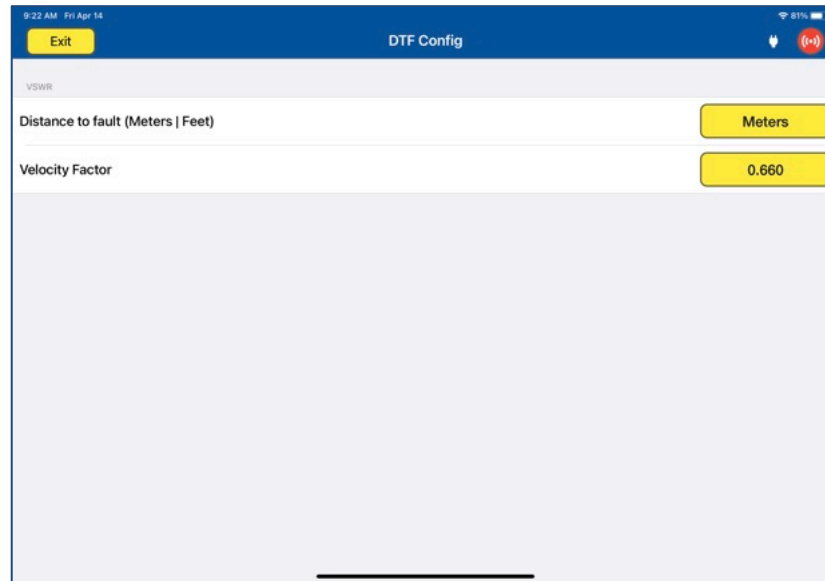 9:22 AM Fri Apr 14 81%
Exit DTF Config
VSWR
Distance to fault (Meters | Feet) Meters
Velocity Factor 0.660